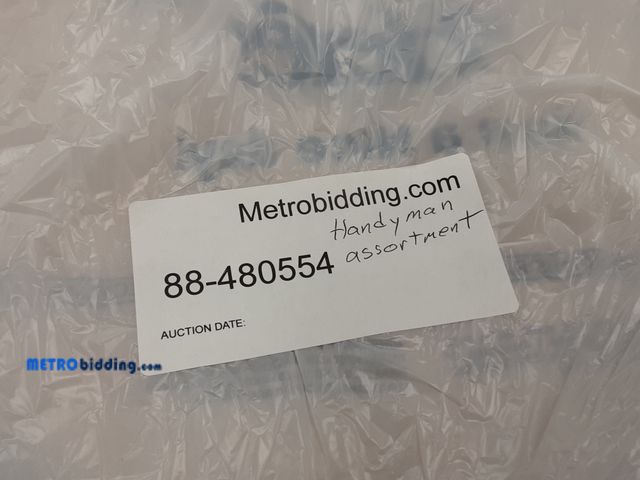 Metrobidding.com
Handyman
88-480554 assortment
AUCTION DATE:
METRObidding.com